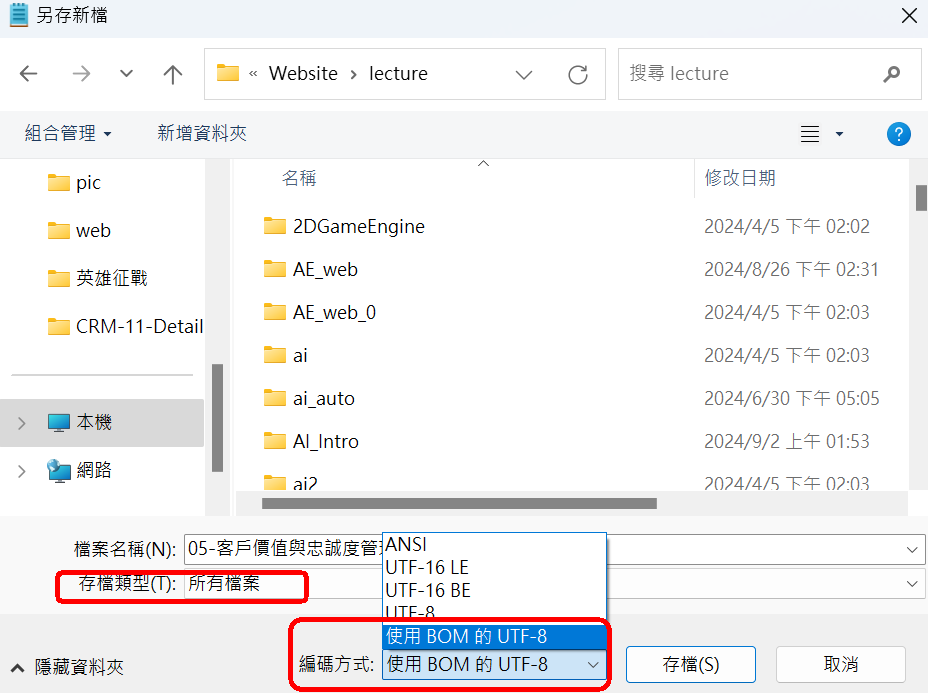 另存新檔
« Website › lecture
搜尋 lecture
組合管理
新增資料夾
pic
web
英雄征戰
CRM-11-Detail
本機
網路
名稱 修改日期
2DGameEngine 2024/4/5 下午 02:02
AE_web 2024/8/26 下午 02:31
AE_web_0 2024/4/5 下午 02:03
ai 2024/4/5 下午 02:03
ai_auto 2024/6/30 下午 05:05
AI_Intro 2024/9/2 上午 01:53
ai2 2024/4/5 下午 02:03
檔案名稱(N): 05-客戶價值與忠誠度管
存檔類型(T): 所有檔案
ANSI
UTF-16 LE
UTF-16 BE
UTF-8
使用 BOM 的 UTF-8
隱藏資料夾
編碼方式: 使用 BOM 的 UTF-8
存檔(S)
取消